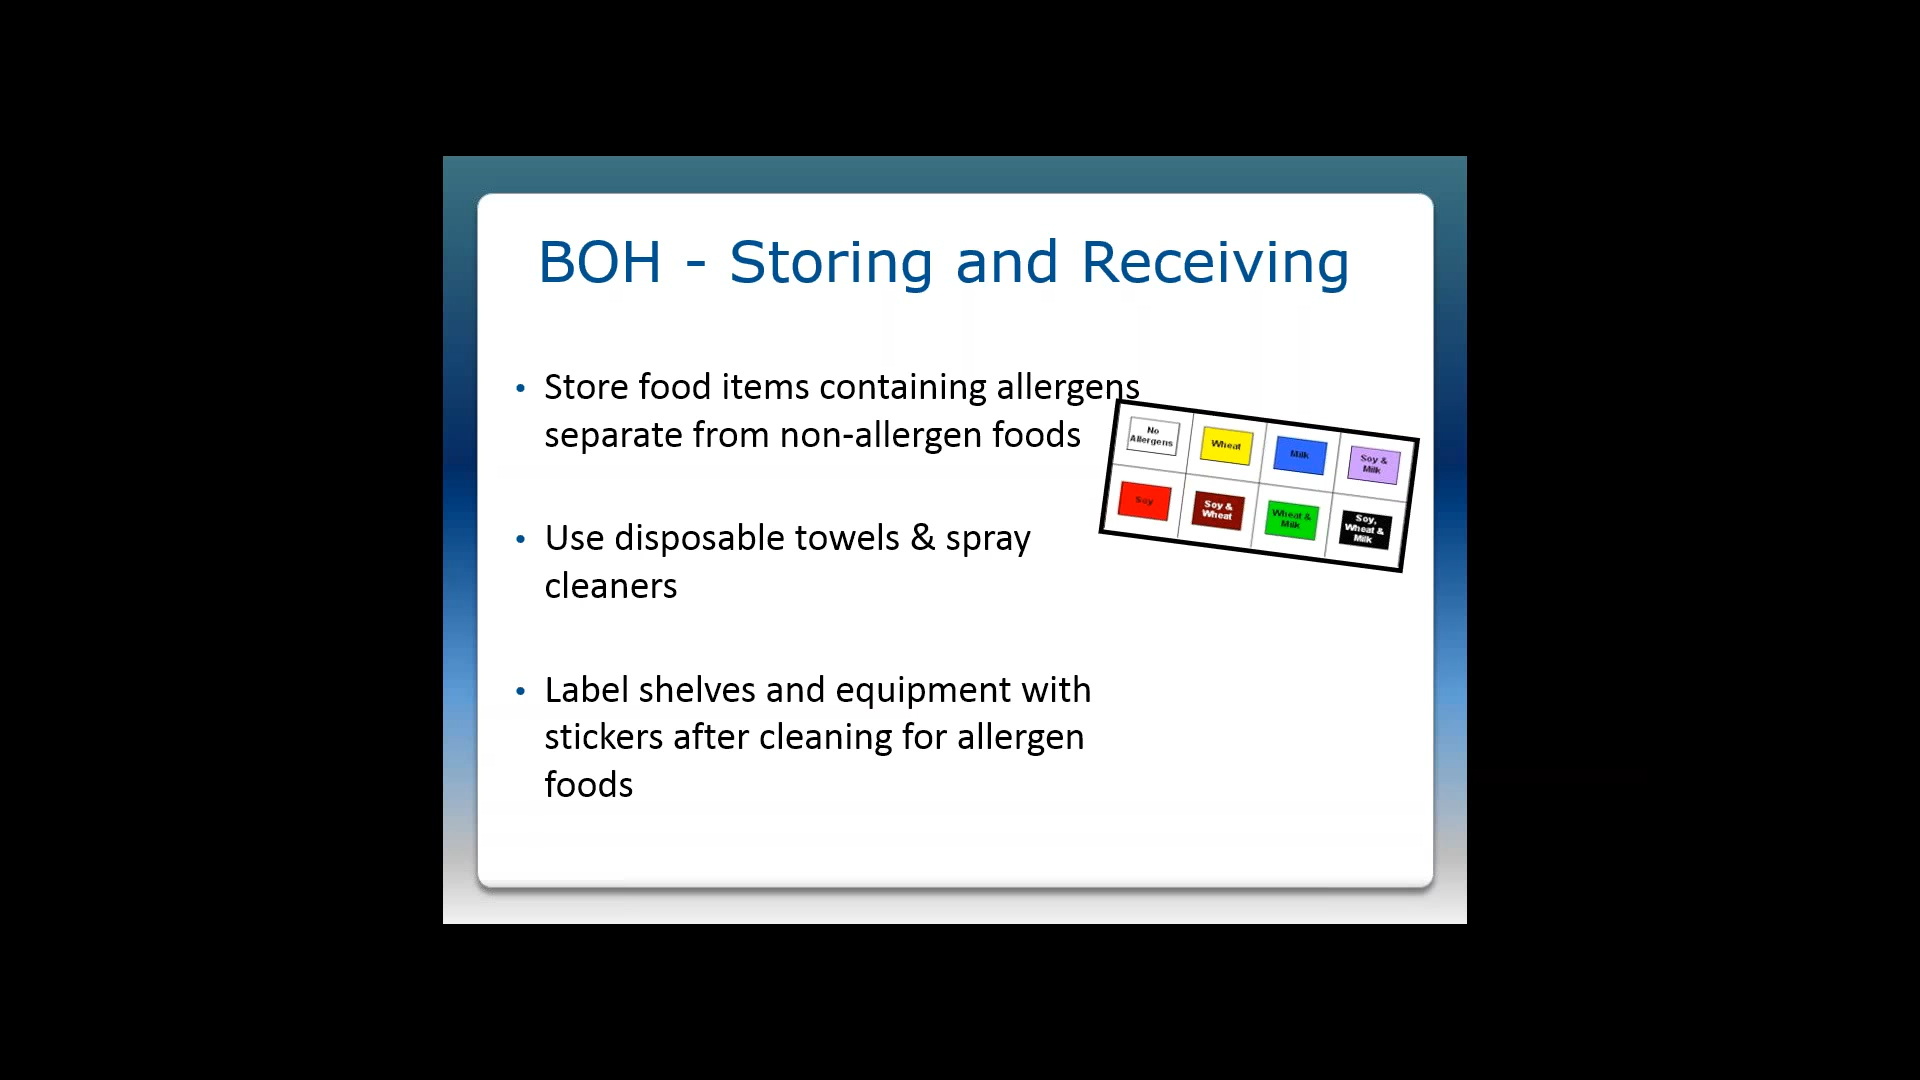 BOH - Storing and Receiving
• Store food items containing allergens
separate from non-allergen foods
• Use disposable towels & spray
cleaners
• Label shelves and equipment with
stickers after cleaning for allergen
foods
No
Allergens
Wheat
Milk
Soy &
Milk
Soy
Soy &
Wheat
Wheat &
Milk
Soy,
Wheat &
Milk